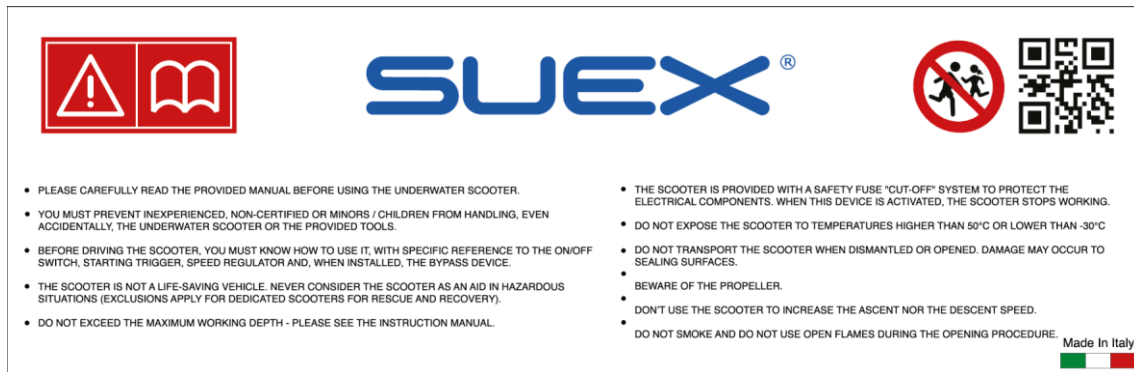 SUEX®
• PLEASE CAREFULLY READ THE PROVIDED MANUAL BEFORE USING THE UNDERWATER SCOOTER.
• YOU MUST PREVENT INEXPERIENCED, NON-CERTIFIED OR MINORS / CHILDREN FROM HANDLING, EVEN
ACCIDENTALLY, THE UNDERWATER SCOOTER OR THE PROVIDED TOOLS.
• BEFORE DRIVING THE SCOOTER, YOU MUST KNOW HOW TO USE IT, WITH SPECIFIC REFERENCE TO THE ON/OFF
SWITCH, STARTING TRIGGER, SPEED REGULATOR AND, WHEN INSTALLED, THE BYPASS DEVICE.
• THE SCOOTER IS NOT A LIFE-SAVING VEHICLE. NEVER CONSIDER THE SCOOTER AS AN AID IN HAZARDOUS
SITUATIONS (EXCLUSIONS APPLY FOR DEDICATED SCOOTERS FOR RESCUE AND RECOVERY).
• DO NOT EXCEED THE MAXIMUM WORKING DEPTH - PLEASE SEE THE INSTRUCTION MANUAL.
• THE SCOOTER IS PROVIDED WITH A SAFETY FUSE "CUT-OFF" SYSTEM TO PROTECT THE
ELECTRICAL COMPONENTS. WHEN THIS DEVICE IS ACTIVATED, THE SCOOTER STOPS WORKING.
• DO NOT EXPOSE THE SCOOTER TO TEMPERATURES HIGHER THAN 50°C OR LOWER THAN -30°C
• DO NOT TRANSPORT THE SCOOTER WHEN DISMANTLED OR OPENED. DAMAGE MAY OCCUR TO
SEALING SURFACES.
• BEWARE OF THE PROPELLER.
• DON'T USE THE SCOOTER TO INCREASE THE ASCENT NOR THE DESCENT SPEED.
• DO NOT SMOKE AND DO NOT USE OPEN FLAMES DURING THE OPENING PROCEDURE.
Made In Italy